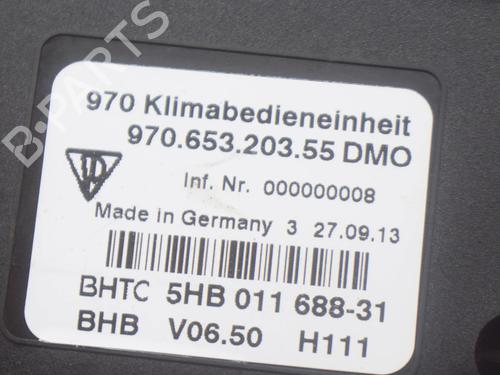 B-PARTS
970 Klimabedieneinheit
970.653.203.55 DMO
Inf. Nr. 000000008
Made in Germany 3 27.09.13
BHTC 5HB 011 688-31
BHB V06.50 H111